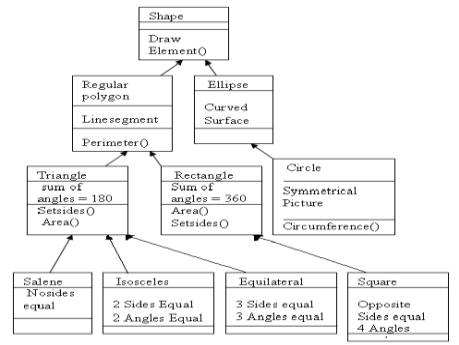 Shape
Draw
Element()
Regular
polygon
Linesegment
Perimeter()
Ellipse
Curved
Surface
Triangle
sum of
angles = 180
Setsides()
Area()
Rectangle
Sum of
angles = 360
Area()
Setsides()
Circle
Symmetrical
Picture
Circumference()
Salene
Nosides
equal
Isosceles
2 Sides Equal
2 Angles Equal
Equilateral
3 Sides equal
3 Angles equal
Square
Opposite
Sides equal
4 Angles